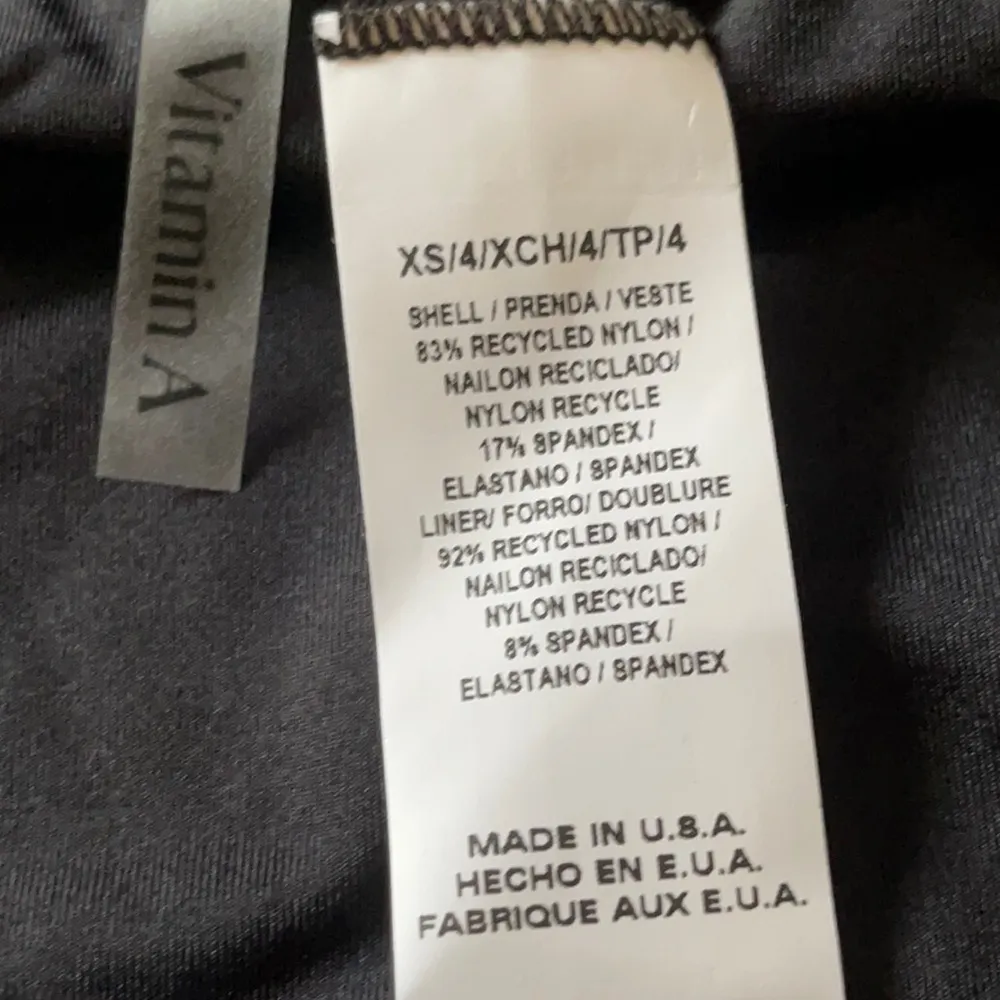 Vitamin A
XS/4/XCH/4/TP/4
SHELL / PRENDA / VESTE
83% RECYCLED NYLON /
NAILON RECICLADO/
NYLON RECYCLE
17% SPANDEX /
ELASTANO / SPANDEX
LINER/ FORRO/ DOUBLURE
92% RECYCLED NYLON /
NAILON RECICLADO/
NYLON RECYCLE
8% SPANDEX /
ELASTANO / SPANDEX
MADE IN U.S.A.
HECHO EN E.U.A.
FABRIQUE AUX E.U.A.